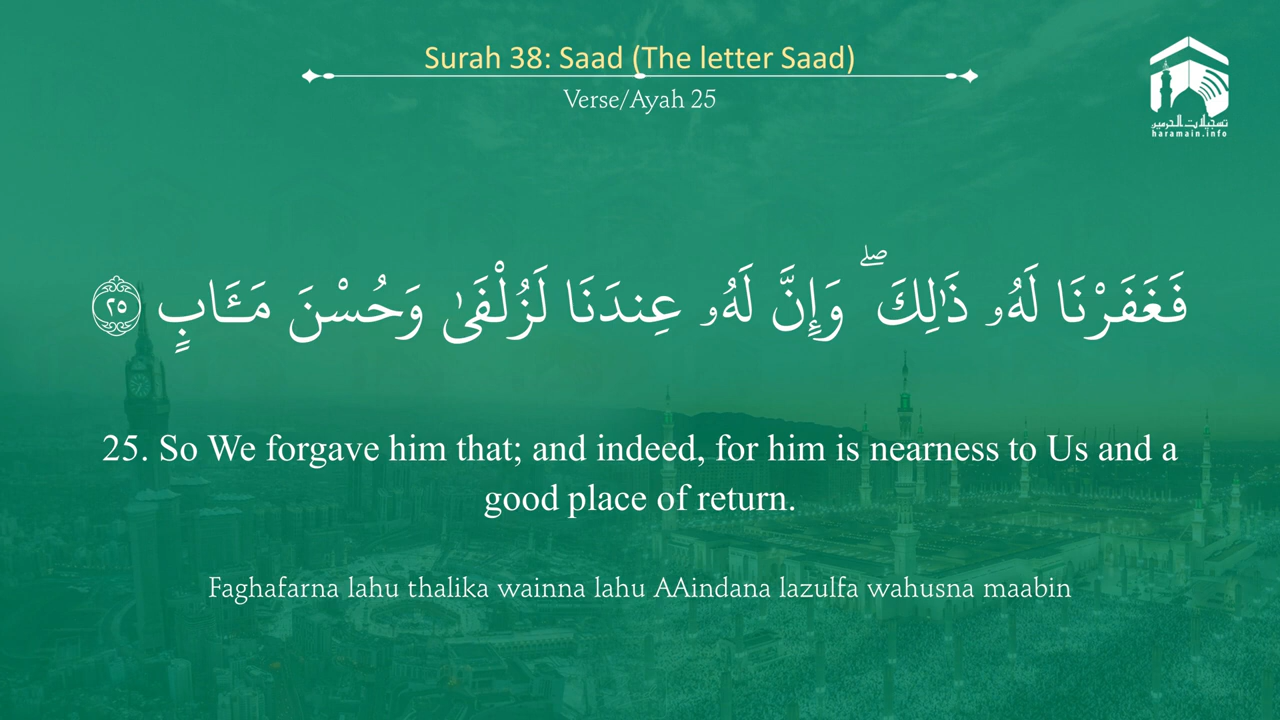 Surah 38: Saad (The letter Saad)
Verse/Ayah 25
تسجيلات الحرمين
haramain.info
فَغَفَرْنَا لَهُۥ ذَٰلِكَ ۖ وَإِنَّ لَهُۥ عِندَنَا لَزُلْفَىٰ وَحُسْنَ مَـَٔابٍ ٢٥
25. So We forgave him that; and indeed, for him is nearness to Us and a
good place of return.
Faghafarna lahu thalika wainna lahu AAindana lazulfa wahusna maabin